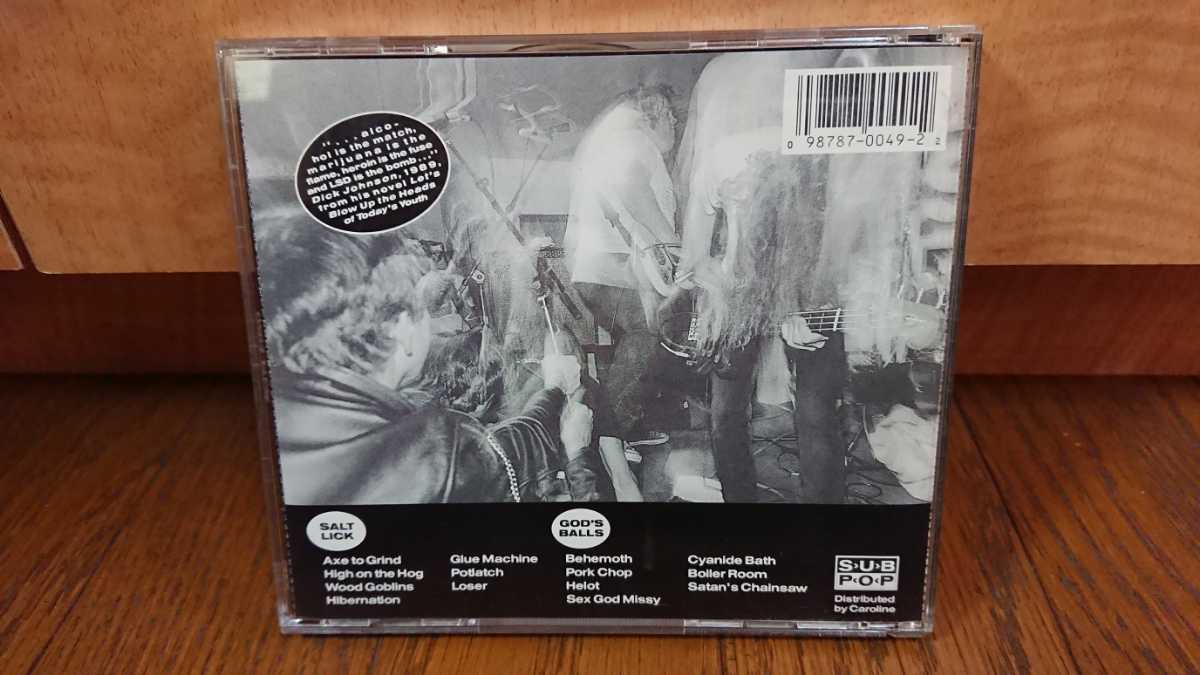 “. . . alco-
hol is the match,
marijuana is the
flame, heroin is the fuse
and LSD is the bomb...”
Dick Johnson, 1989,
from his novel Let's
Blow Up the Heads
of Today's Youth
0 98787-0049-2 2
SALT
LICK
Axe to Grind
High on the Hog
Wood Goblins
Hibernation
Glue Machine
Potlatch
Loser
GOD'S
BALLS
Behemoth
Pork Chop
Helot
Sex God Missy
Cyanide Bath
Boiler Room
Satan's Chainsaw
S·U·B
P·O·P
Distributed
by Caroline